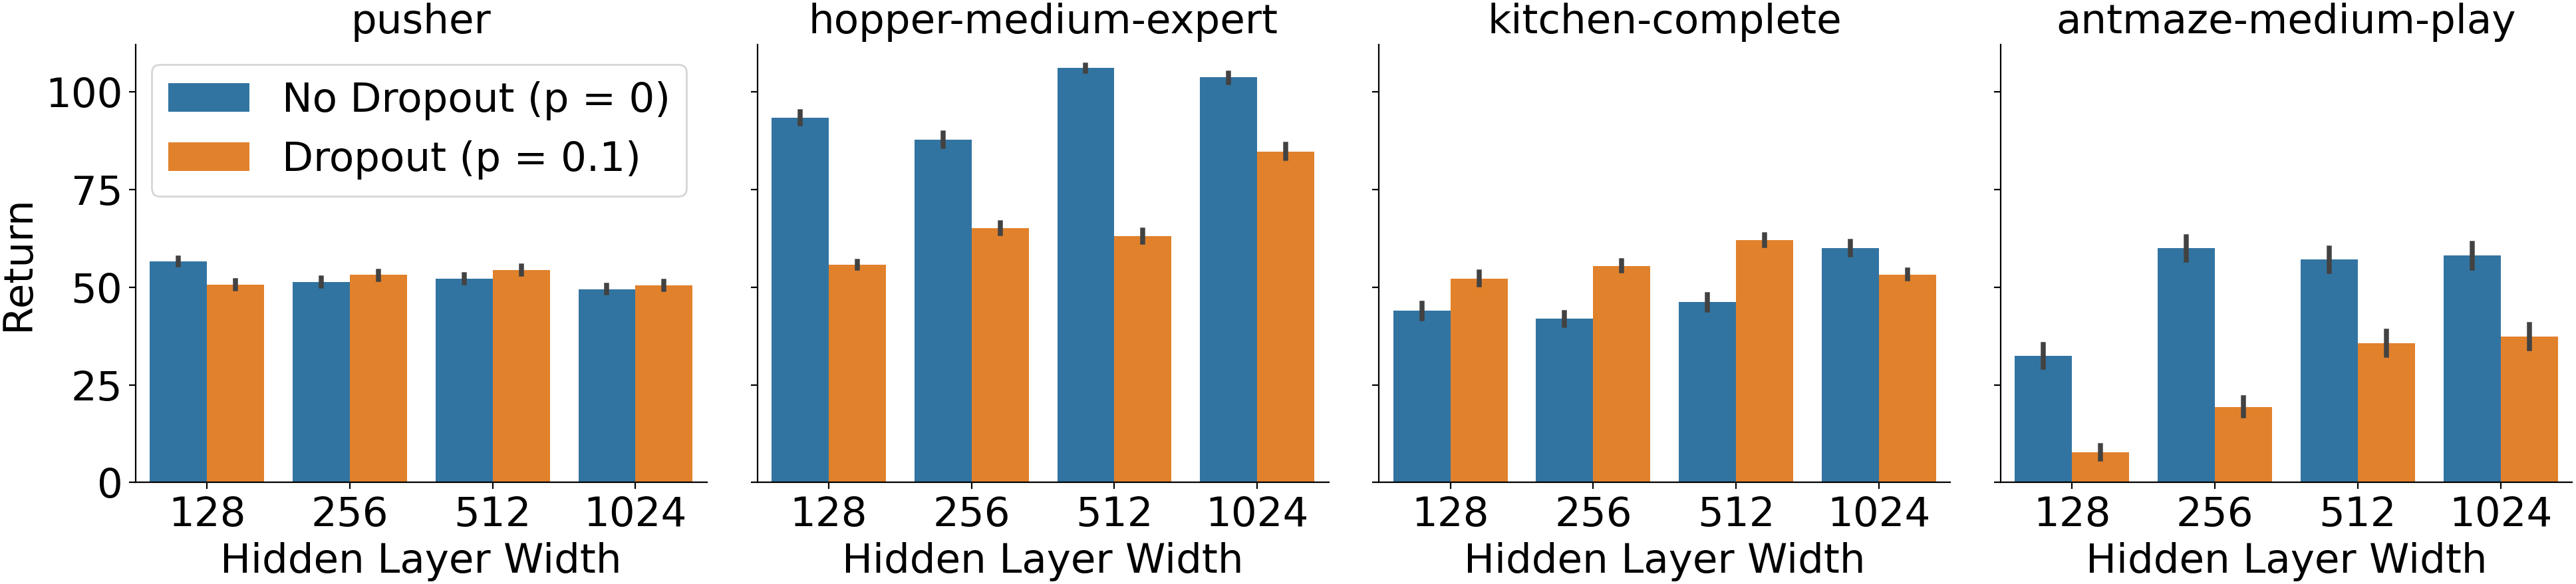 pusher hopper-medium-expert kitchen-complete antmaze-medium-play
No Dropout (p = 0)
Dropout (p = 0.1)
Return
100
75
50
25
0
128 256 512 1024 128 256 512 1024 128 256 512 1024 128 256 512 1024
Hidden Layer Width Hidden Layer Width Hidden Layer Width Hidden Layer Width